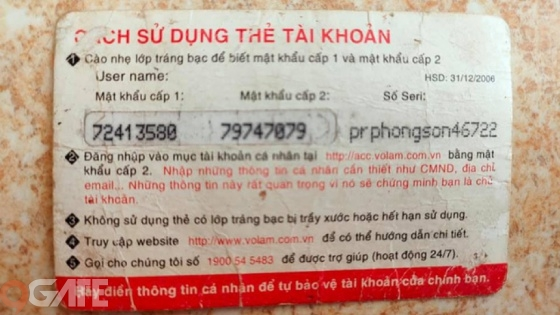 CÁCH SỬ DỤNG THẺ TÀI KHOẢN
1 Cào nhẹ lớp tráng bạc để biết mật khẩu cấp 1 và mật khẩu cấp 2
User name: HSD: 31/12/2006
Mật khẩu cấp 1: Mật khẩu cấp 2: Số Seri:
72413580 79747079 prphongson46722
2 Đăng nhập vào mục tài khoản cá nhân tại http://acc.volam.com.vn bằng mật
khẩu cấp 2. Nhập những thông tin cá nhân cần thiết như CMND, địa chỉ
email... Những thông tin này rất quan trọng vì nó sẽ chứng minh bạn là chủ
tài khoản.
3 Không sử dụng thẻ có lớp tráng bạc bị trầy xước hoặc hết hạn sử dụng.
4 Truy cập website http://www.volam.com.vn để có thể hướng dẫn chi tiết.
5 Gọi cho chúng tôi số 1900 54 5483 để được trợ giúp (hoạt động 24/7).
Hãy điền thông tin cá nhân để tự bảo vệ tài khoản của chính bạn.
GATE